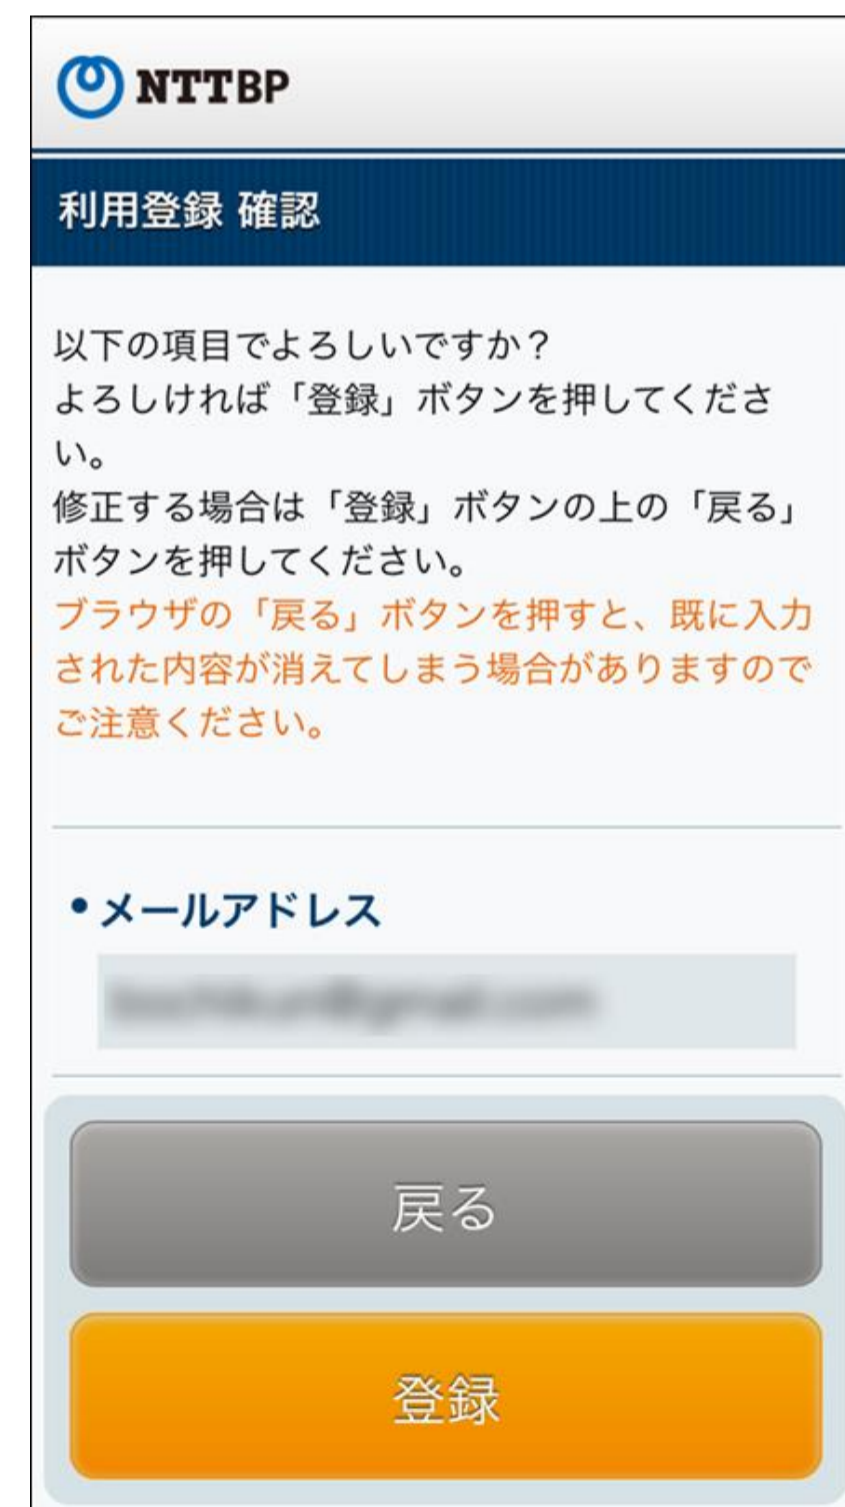 NTTBP
利用登録 確認
以下の項目でよろしいですか？
よろしければ「登録」ボタンを押してくださ
い。
修正する場合は「登録」ボタンの上の「戻る」
ボタンを押してください。
ブラウザの「戻る」ボタンを押すと、既に入力
された内容が消えてしまう場合がありますので
ご注意ください。
•メールアドレス
戻る
登録